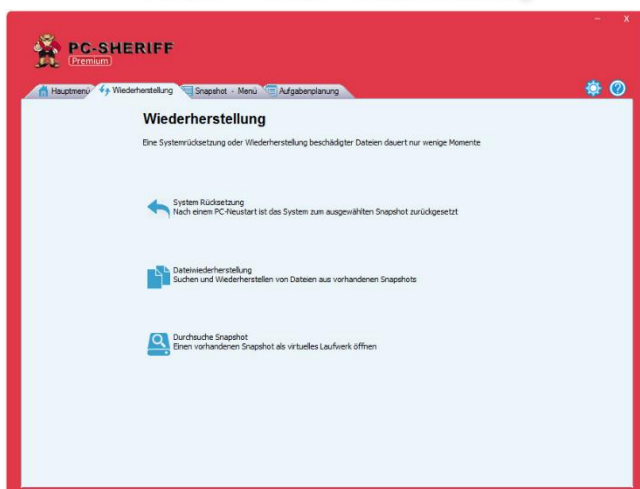 PC-SHERIFF
Premium
Hauptmenü
Wiederherstellung
Snapshot - Menü
Aufgabenplanung
Wiederherstellung
Eine Systemrücksetzung oder Wiederherstellung beschädigter Dateien dauert nur wenige Momente
System Rücksetzung
Nach einem PC-Neustart ist das System zum ausgewählten Snapshot zurückgesetzt
Dateiwiederherstellung
Suchen und Wiederherstellen von Dateien aus vorhandenen Snapshots
Durchsuche Snapshot
Einen vorhandenen Snapshot als virtuelles Laufwerk öffnen